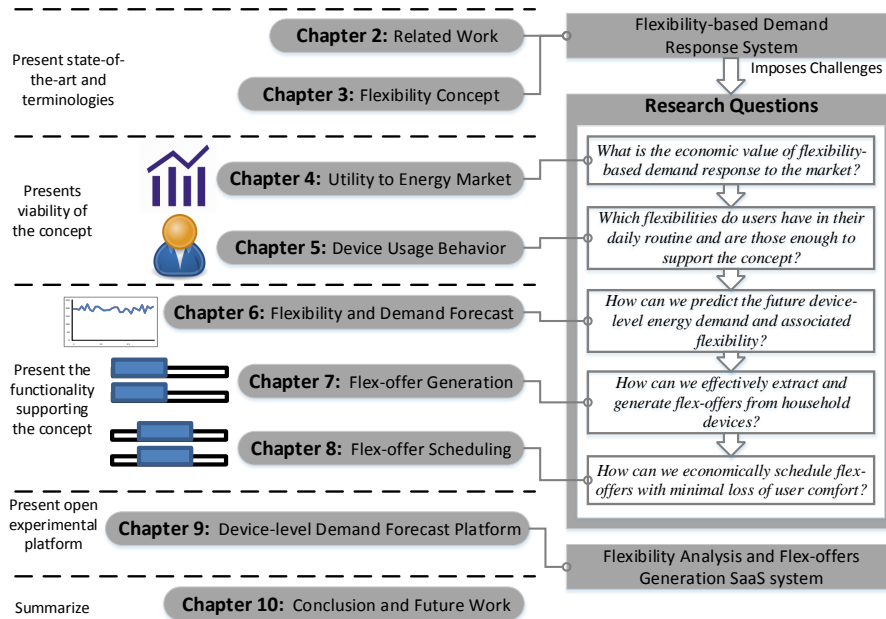 Present state-of-
the-art and
terminologies
Chapter 2: Related Work
Chapter 3: Flexibility Concept
Flexibility-based Demand
Response System
Imposes Challenges
Research Questions
Presents
viability of
the concept
Chapter 4: Utility to Energy Market
What is the economic value of flexibility-
based demand response to the market?
Chapter 5: Device Usage Behavior
Which flexibilities do users have in their
daily routine and are those enough to
support the concept?
Present the
functionality
supporting
the concept
Chapter 6: Flexibility and Demand Forecast
How can we predict the future device-
level energy demand and associated
flexibility?
Chapter 7: Flex-offer Generation
How can we effectively extract and
generate flex-offers from household
devices?
Chapter 8: Flex-offer Scheduling
How can we economically schedule flex-
offers with minimal loss of user comfort?
Present open
experimental
platform
Chapter 9: Device-level Demand Forecast Platform
Flexibility Analysis and Flex-offers
Generation SaaS system
Summarize
Chapter 10: Conclusion and Future Work